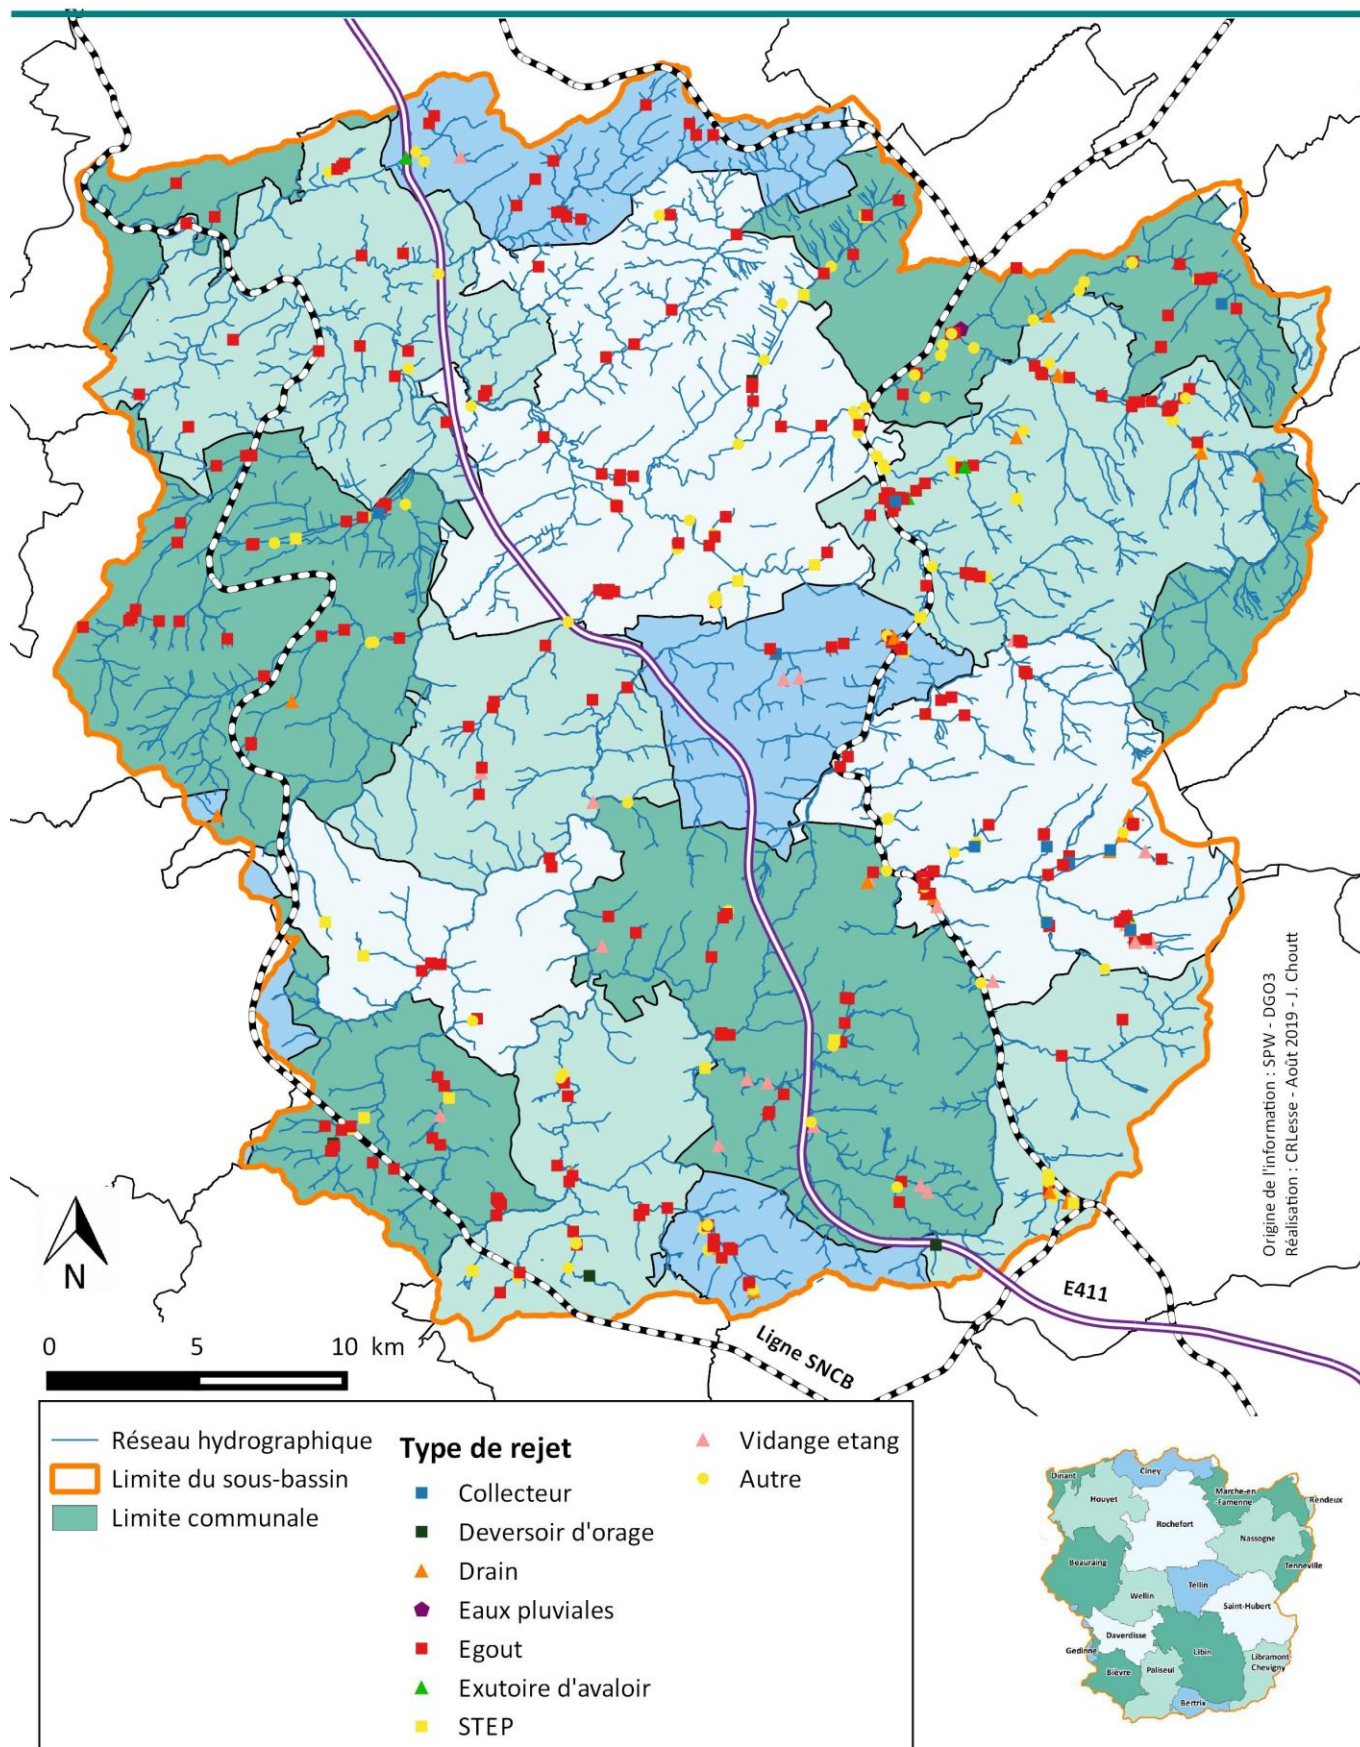 Origine de l'information : SPW - DGO3
Réalisation : CRLesse - Août 2019 - J. Choutt
N
E411
Ligne SNCB
0 5 10 km
Réseau hydrographique
Limite du sous-bassin
Limite communale
Type de rejet
Collecteur
Deversoir d'orage
Drain
Eaux pluviales
Egout
Exutoire d'avaloir
STEP
Vidange etang
Autre
Dinant
Ciney
Houyet
Marche-en
-Famenne
Rendeux
Rochefort
Nassogne
Beauraing
Tenneville
Tellin
Wellin
Saint-Hubert
Daverdisse
Gedinne
Libin
Libramont
Chevigny
Bièvre
Paliseul
Bertrix